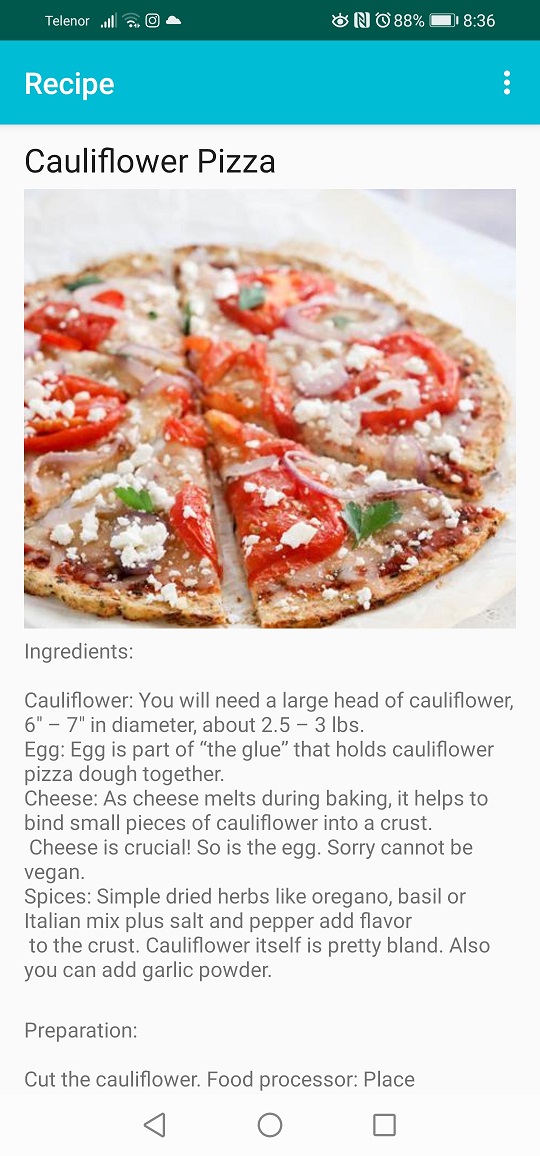 Telenor 88% 8:36
Recipe
Cauliflower Pizza
Ingredients:
Cauliflower: You will need a large head of cauliflower,
6" – 7" in diameter, about 2.5 – 3 lbs.
Egg: Egg is part of “the glue” that holds cauliflower
pizza dough together.
Cheese: As cheese melts during baking, it helps to
bind small pieces of cauliflower into a crust.
Cheese is crucial! So is the egg. Sorry cannot be
vegan.
Spices: Simple dried herbs like oregano, basil or
Italian mix plus salt and pepper add flavor
to the crust. Cauliflower itself is pretty bland. Also
you can add garlic powder.
Preparation:
Cut the cauliflower. Food processor: Place